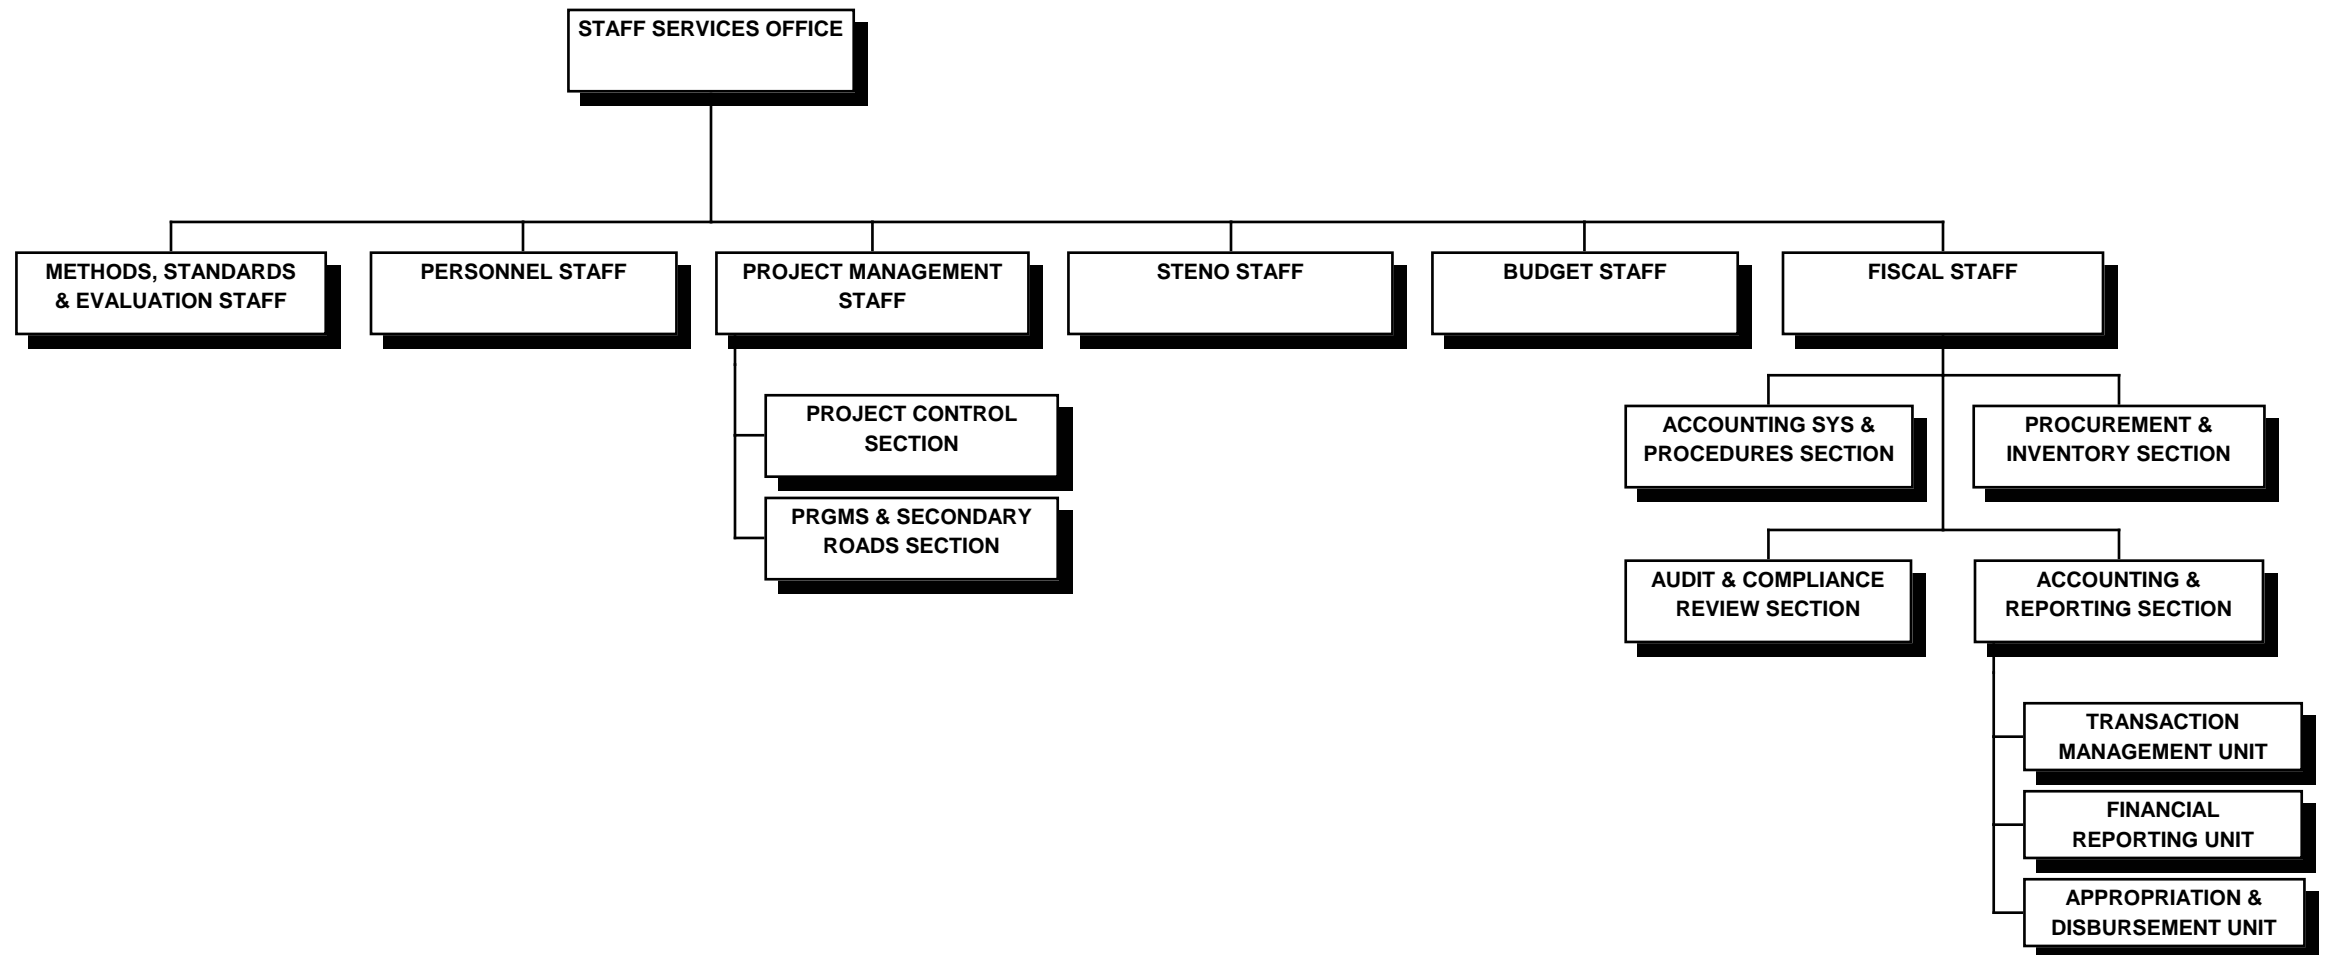 STAFF SERVICES OFFICE
METHODS, STANDARDS
& EVALUATION STAFF
PERSONNEL STAFF
PROJECT MANAGEMENT
STAFF
STENO STAFF
BUDGET STAFF
FISCAL STAFF
PROJECT CONTROL
SECTION
PRGMS & SECONDARY
ROADS SECTION
ACCOUNTING SYS &
PROCEDURES SECTION
PROCUREMENT &
INVENTORY SECTION
AUDIT & COMPLIANCE
REVIEW SECTION
ACCOUNTING &
REPORTING SECTION
TRANSACTION
MANAGEMENT UNIT
FINANCIAL
REPORTING UNIT
APPROPRIATION &
DISBURSEMENT UNIT